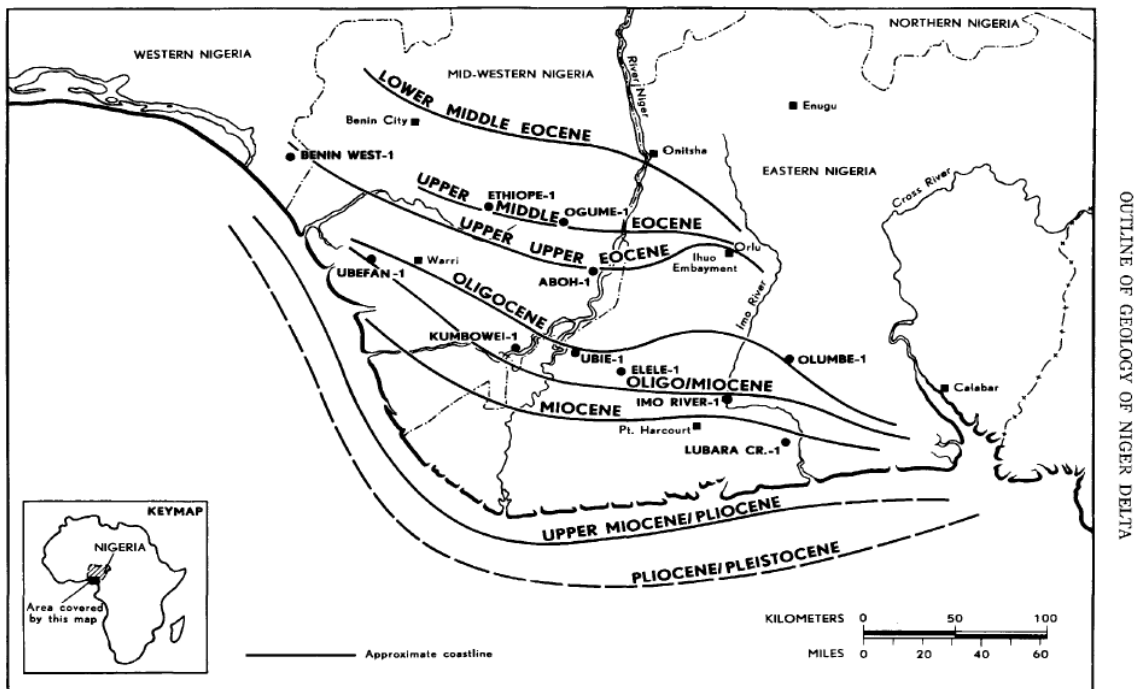 NORTHERN NIGERIA
WESTERN NIGERIA
MID-WESTERN NIGERIA
River Niger
LOWER MIDDLE EOCENE
Enugu
Benin City
Onitsha
BENIN WEST-1
EASTERN NIGERIA
Cross River
ETHIOPE-1
UPPER MIDDLE EOCENE
OGUME-1
UPPER UPPER EOCENE
Orlu
Ihuo
Embayment
UBEFAN-1
Warri
ABOH-1
Imo River
OLIGOCENE
KUMBOWEI-1
UBIE-1
OLUMBE-1
ELELE-1
OLIGO/MIOCENE
Calabar
IMO RIVER-1
MIOCENE
Pt. Harcourt
LUBARA CR.-1
UPPER MIOCENE/PLIOCENE
PLIOCENE/PLEISTOCENE
KEYMAP
NIGERIA
Area covered
by this map
Approximate coastline
KILOMETERS 0 50 100
MILES 0 20 40 60
OUTLINE OF GEOLOGY OF NIGER DELTA